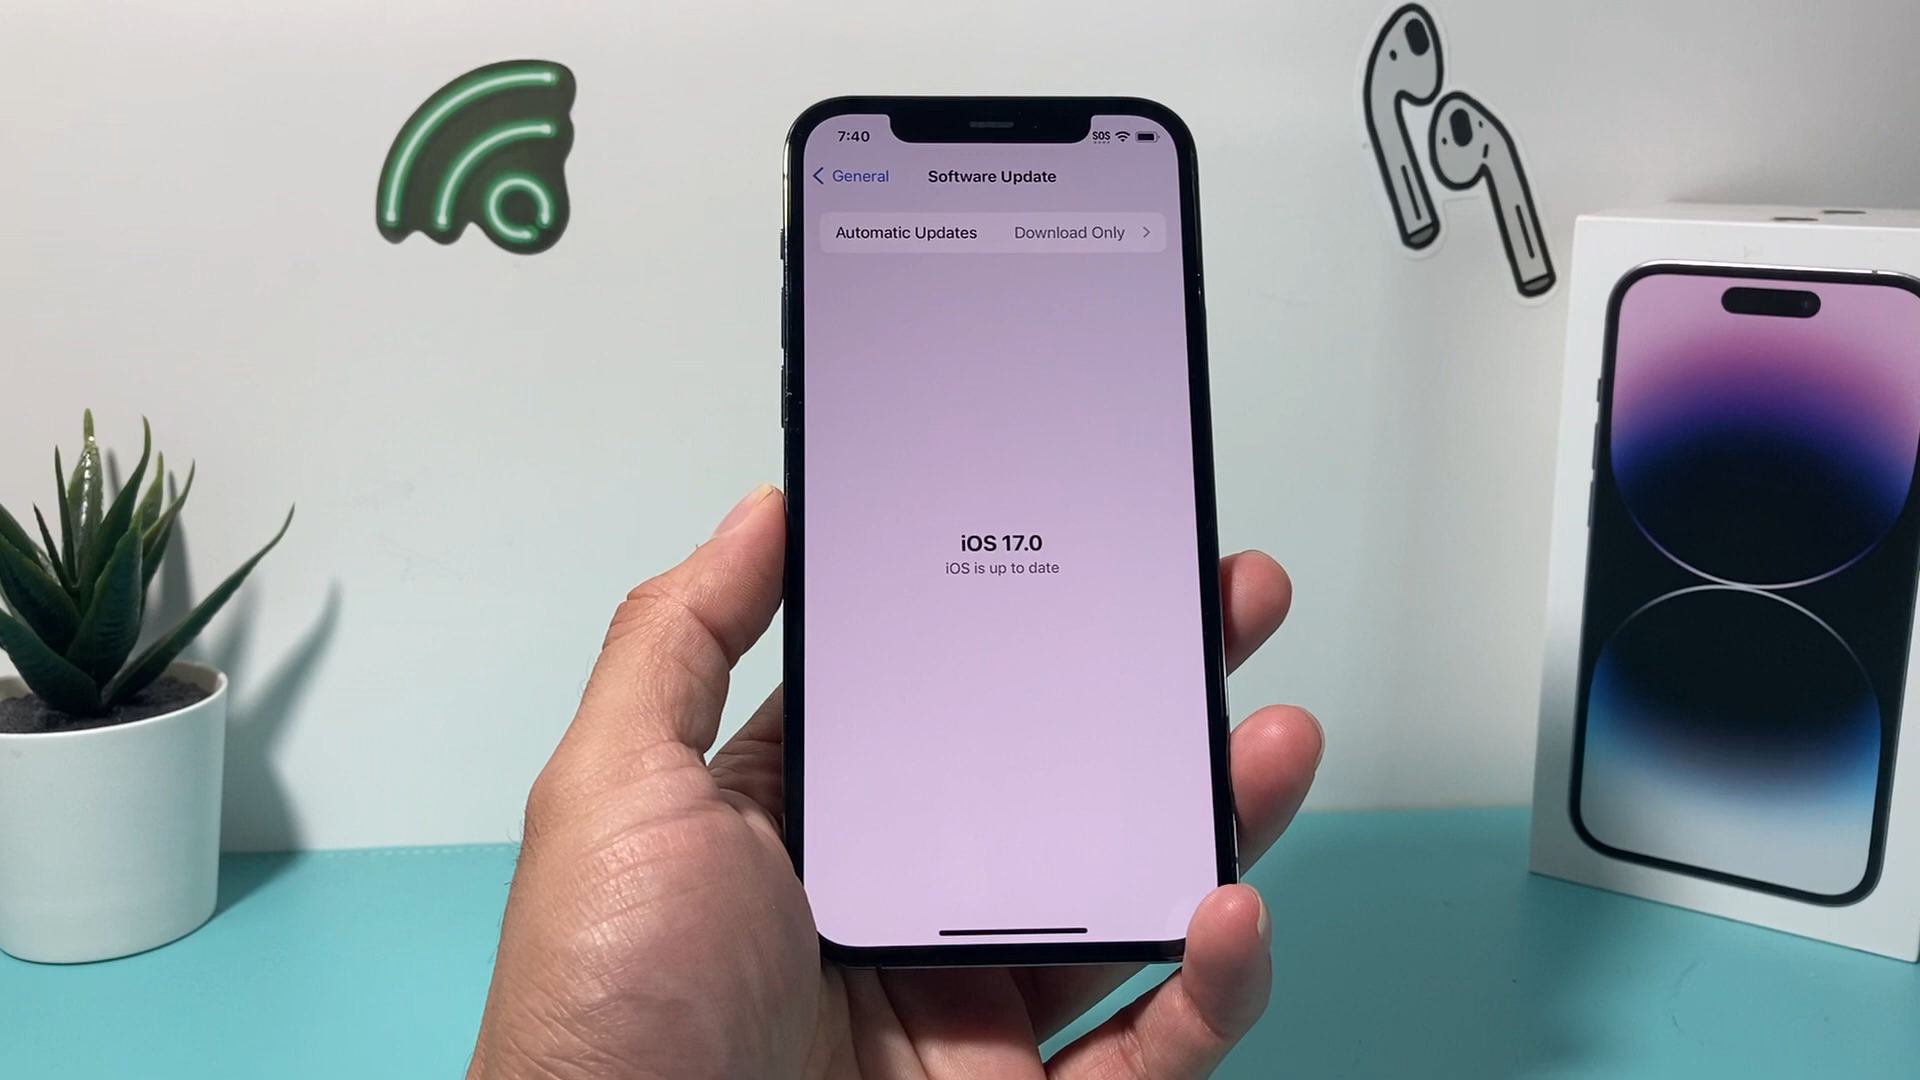 7:40
SOS
General
Software Update
Automatic Updates Download Only
iOS 17.0
iOS is up to date